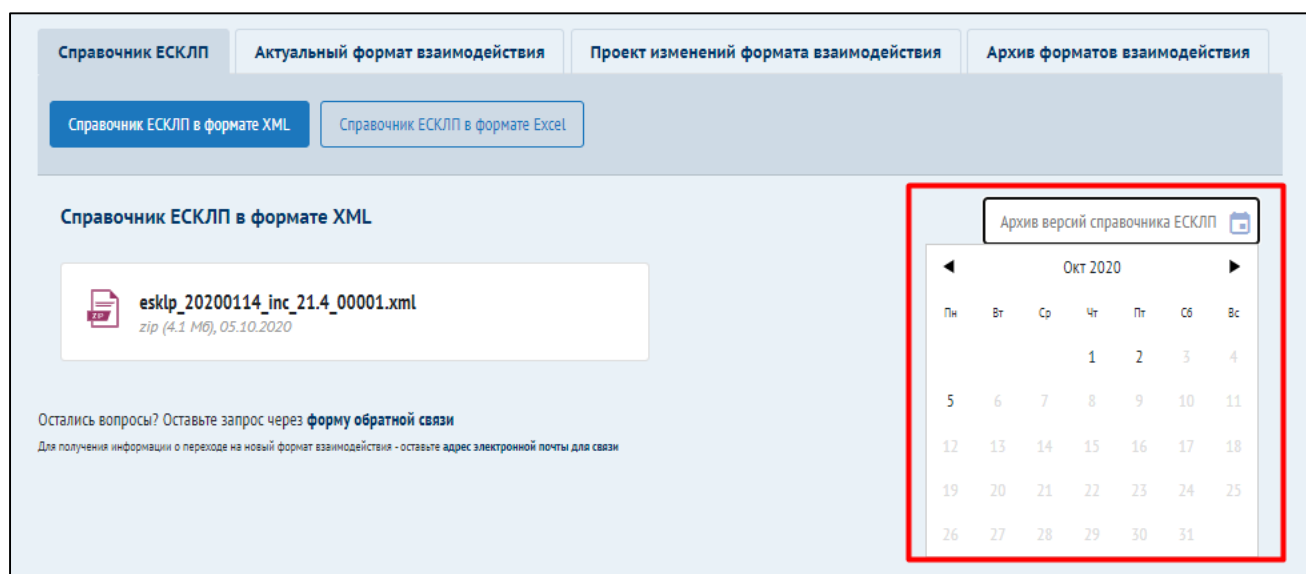 Справочник ЕСКЛП
Актуальный формат взаимодействия
Проект изменений формата взаимодействия
Архив форматов взаимодействия
Справочник ЕСКЛП в формате XML
Справочник ЕСКЛП в формате Excel
Справочник ЕСКЛП в формате XML
esklp_20200114_inc_21.4_00001.xml
ZIP
zip (4.1 Мб), 05.10.2020
Остались вопросы? Оставьте запрос через форму обратной связи
Для получения информации о переходе на новый формат взаимодействия - оставьте адрес электронной почты для связи
Архив версий справочника ЕСКЛП
Окт 2020
Пн Вт Ср Чт Пт Сб Вс
1 2 3 4
5 6 7 8 9 10 11
12 13 14 15 16 17 18
19 20 21 22 23 24 25
26 27 28 29 30 31